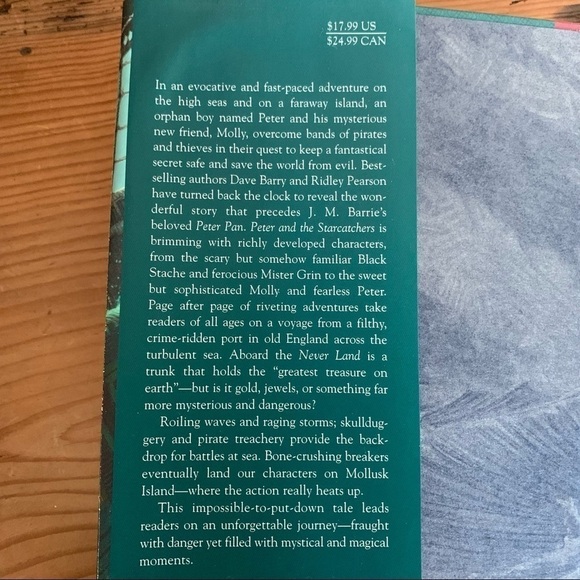 $17.99 US
$24.99 CAN
In an evocative and fast-paced adventure on
the high seas and on a faraway island, an
orphan boy named Peter and his mysterious
new friend, Molly, overcome bands of pirates
and thieves in their quest to keep a fantastical
secret safe and save the world from evil. Best-
selling authors Dave Barry and Ridley Pearson
have turned back the clock to reveal the won-
derful story that precedes J. M. Barrie's
beloved Peter Pan. Peter and the Starcatchers is
brimming with richly developed characters,
from the scary but somehow familiar Black
Stache and ferocious Mister Grin to the sweet
but sophisticated Molly and fearless Peter.
Page after page of riveting adventures take
readers of all ages on a voyage from a filthy,
crime-ridden port in old England across the
turbulent sea. Aboard the Never Land is a
trunk that holds the “greatest treasure on
earth”—but is it gold, jewels, or something far
more mysterious and dangerous?
Roiling waves and raging storms; skulldug-
gery and pirate treachery provide the back-
drop for battles at sea. Bone-crushing breakers
eventually land our characters on Mollusk
Island—where the action really heats up.
This impossible-to-put-down tale leads
readers on an unforgettable journey—fraught
with danger yet filled with mystical and magical
moments.